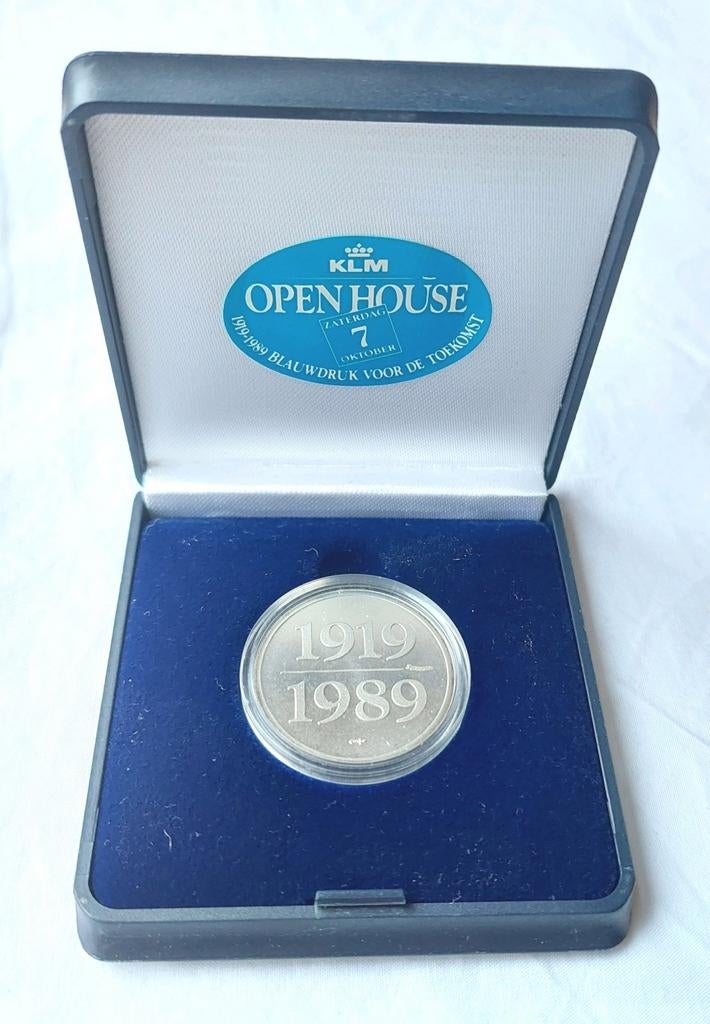 KLM
OPEN HOUSE
ZATERDAG
7
OKTOBER
1919-1989 BLAUWDRUK VOOR DE TOEKOMST
1919
1989